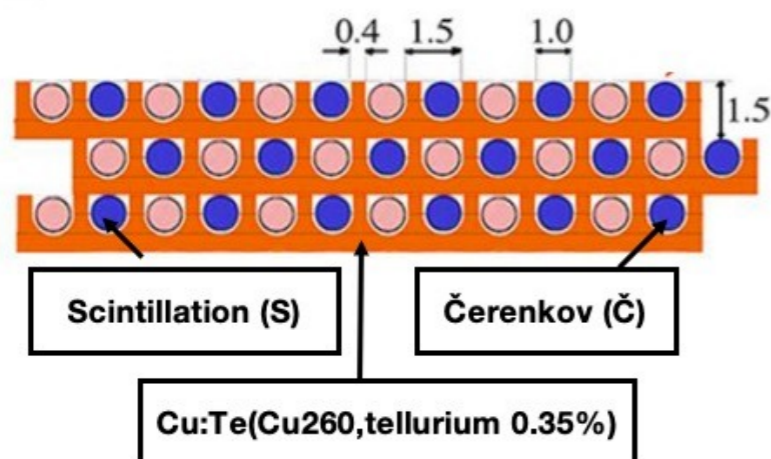 0.4 1.5 1.0
1.5
Scintillation (S) Čerenkov (Č)
Cu:Te(Cu260,tellurium 0.35%)